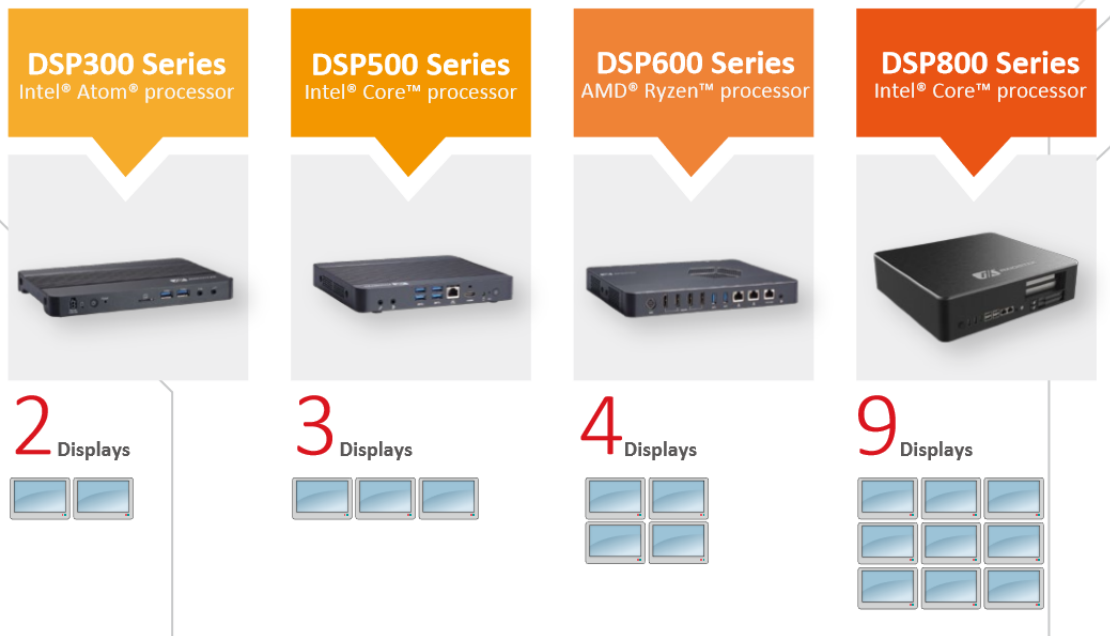 DSP300 Series
Intel® Atom® processor
DSP500 Series
Intel® Core™ processor
DSP600 Series
AMD® Ryzen™ processor
DSP800 Series
Intel® Core™ processor
2 Displays
3 Displays
4 Displays
9 Displays